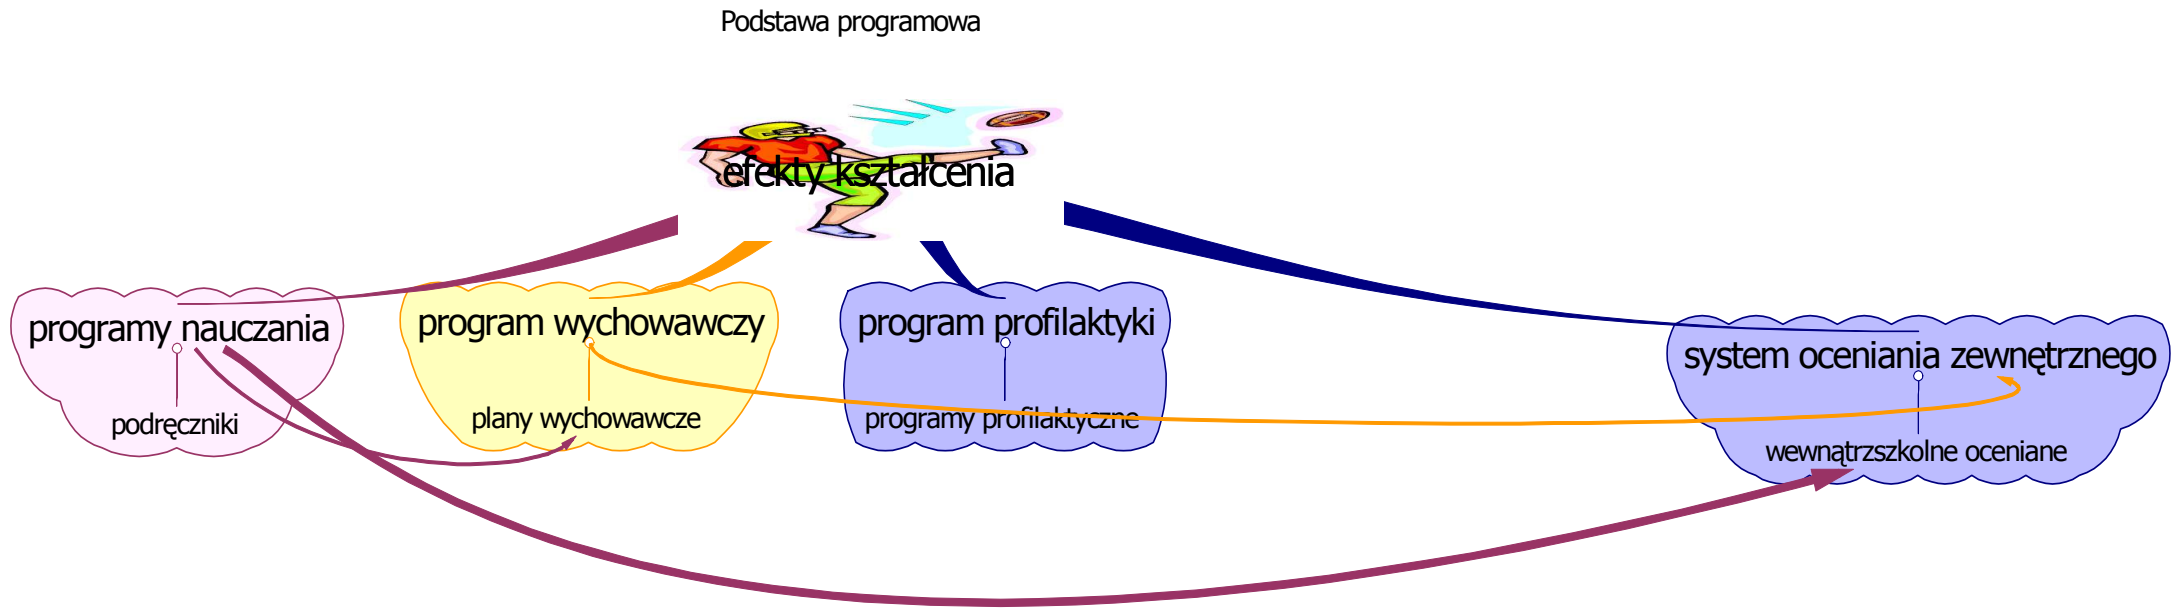 Podstawa programowa
efekty kształcenia
programy nauczania
podręczniki
program wychowawczy
plany wychowawcze
program profilaktyki
programy profilaktyczne
system oceniania zewnętrznego
wewnątrzszkolne oceniane